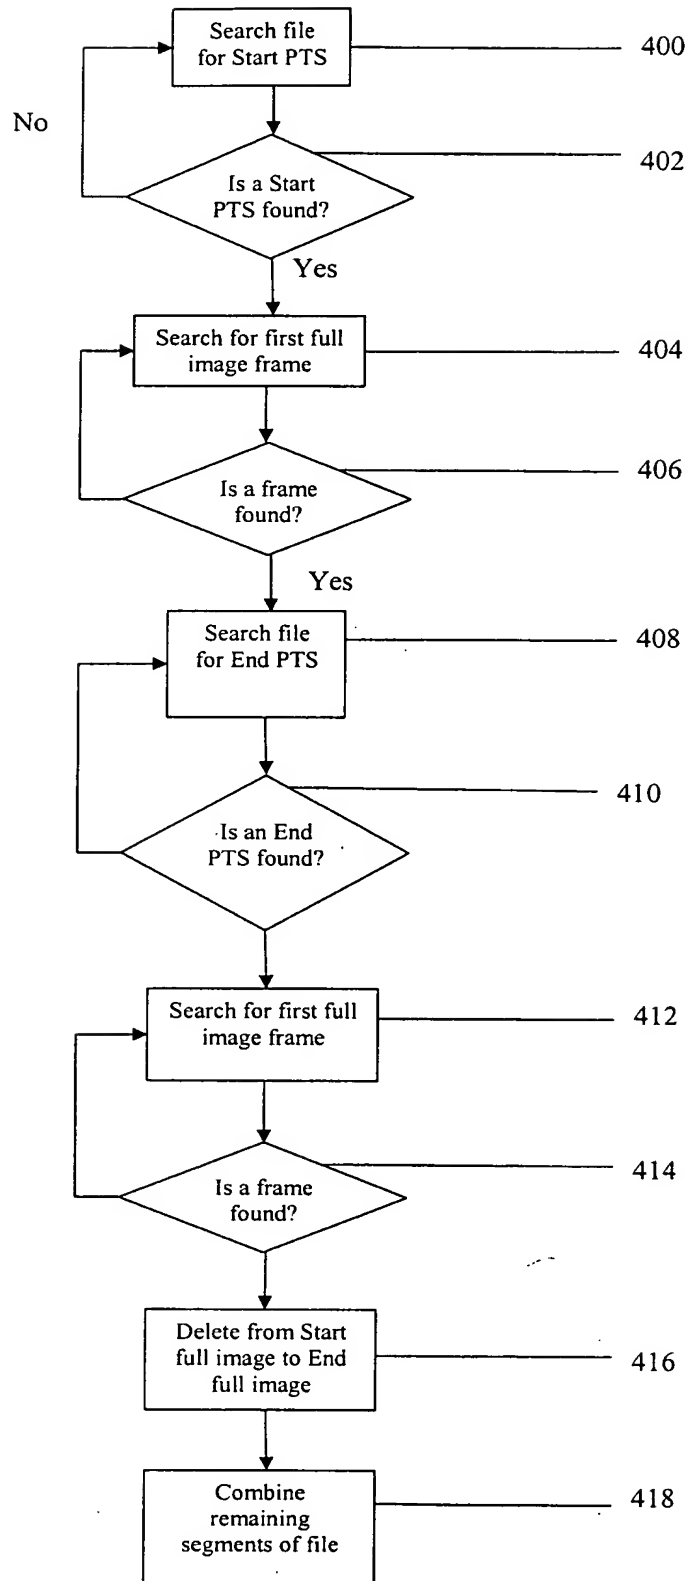 Search file
for Start PTS
400
No
402
Is a Start
PTS found?
Yes
Search for first full
image frame
404
406
Is a frame
found?
Yes
Search file
for End PTS
408
410
Is an End
PTS found?
Search for first full
image frame
412
414
Is a frame
found?
Delete from Start
full image to End
full image
416
Combine
remaining
segments of file
418